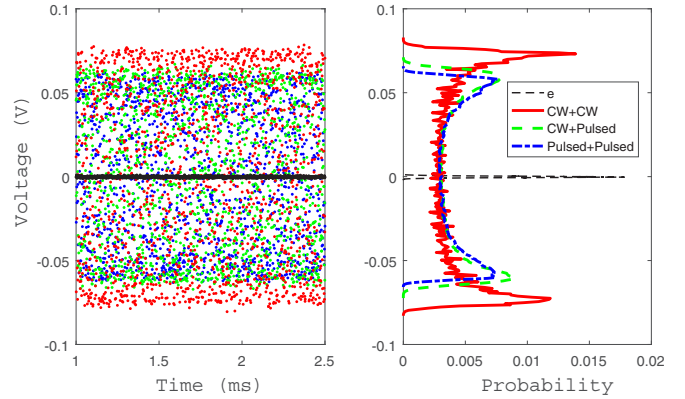 0.1
0.05
0
-0.05
-0.1
Voltage (V)
1
1.5
2
2.5
Time (ms)
0.1
0.05
0
-0.05
-0.1
0
0.005
0.01
0.015
0.02
Probability
e
CW+CW
CW+Pulsed
Pulsed+Pulsed